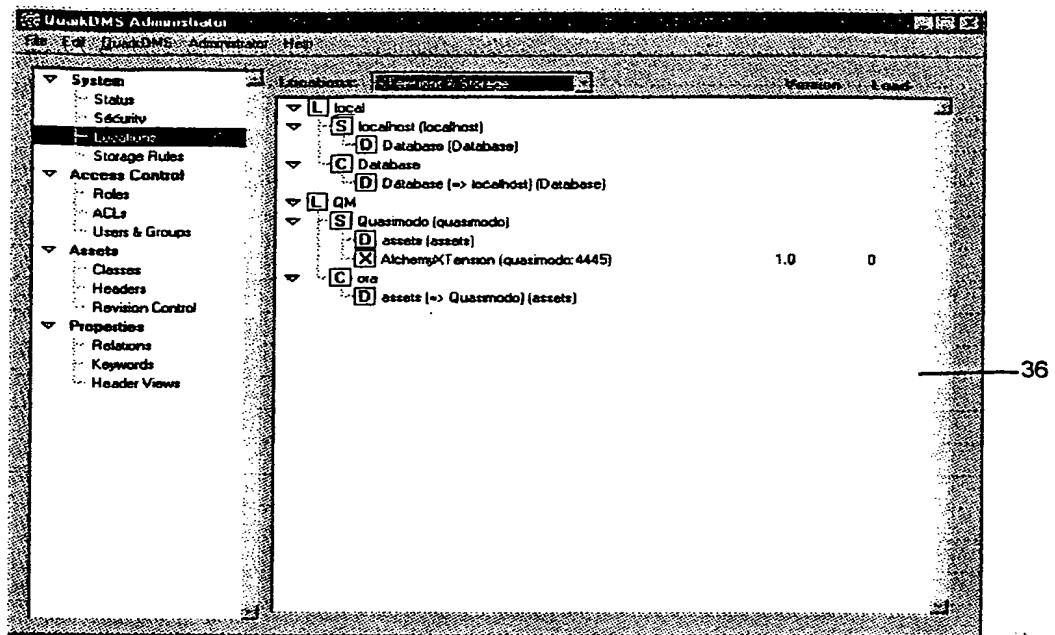 QuarkDMS Administrator
File Edit QuarkDMS Administrator Help
System
Status
Security
Locations
Storage Rules
Access Control
Roles
ACLs
Users & Groups
Assets
Classes
Headers
Revision Control
Properties
Relations
Keywords
Header Views
Locations: Storage Version Load
L local
S localhost (localhost)
D Database (Database)
C Database
D Database (=> localhost) (Database)
L QM
S Quasimodo (quasimodo)
D assets (assets)
X AlchemyXTension (quasimodo:4445) 1.0 0
C ora
D assets (=> Quasimodo) (assets)
36